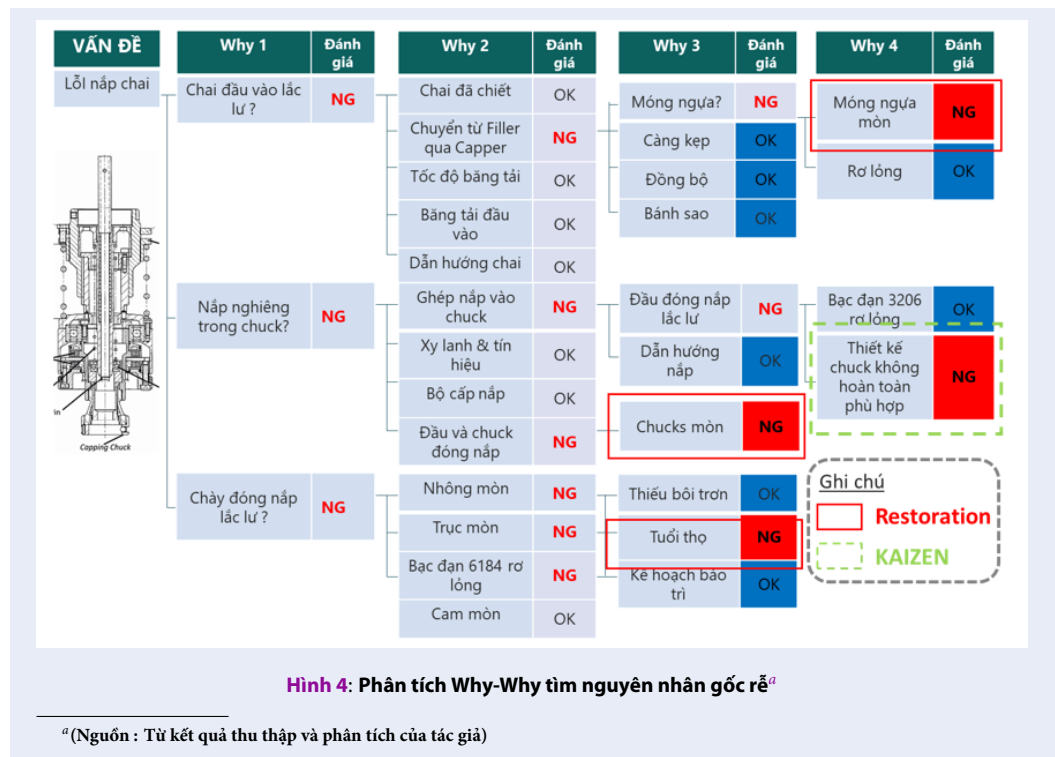 VẤN ĐỀ
Why 1
Đánh
giá
Why 2
Đánh
giá
Why 3
Đánh
giá
Why 4
Đánh
giá
LỗI nắp chai
Chai đầu vào lắc
lư ?
NG
Chai đã chiết
OK
Chuyển từ Filler
qua Capper
NG
Tốc độ băng tải
OK
Băng tải đầu
vào
OK
Dẫn hướng chai
OK
Móng ngựa?
NG
Càng kẹp
OK
Đồng bộ
OK
Bánh sao
OK
Móng ngựa
mòn
NG
Rơ lỏng
OK
Nắp nghiêng
trong chuck?
NG
Ghép nắp vào
chuck
NG
Xy lanh & tín
hiệu
OK
Bộ cấp nắp
OK
Đầu và chuck
đóng nắp
NG
Đầu đóng nắp
lắc lư
NG
Dẫn hướng
nắp
OK
Chucks mòn
NG
Bạc đạn 3206
rơ lỏng
OK
Thiết kế
chuck không
hoàn toàn
phù hợp
NG
Chày đóng nắp
lắc lư ?
NG
Nhông mòn
NG
Trục mòn
NG
Bạc đạn 6184 rơ
lỏng
NG
Cam mòn
OK
Thiếu bôi trơn
OK
Tuổi thọ
NG
Kế hoạch bảo
trì
OK
in
Capping Chuck
Ghi chú
Restoration
KAIZEN
Hình 4: Phân tích Why-Why tìm nguyên nhân gốc rễa
a (Nguồn : Từ kết quả thu thập và phân tích của tác giả)